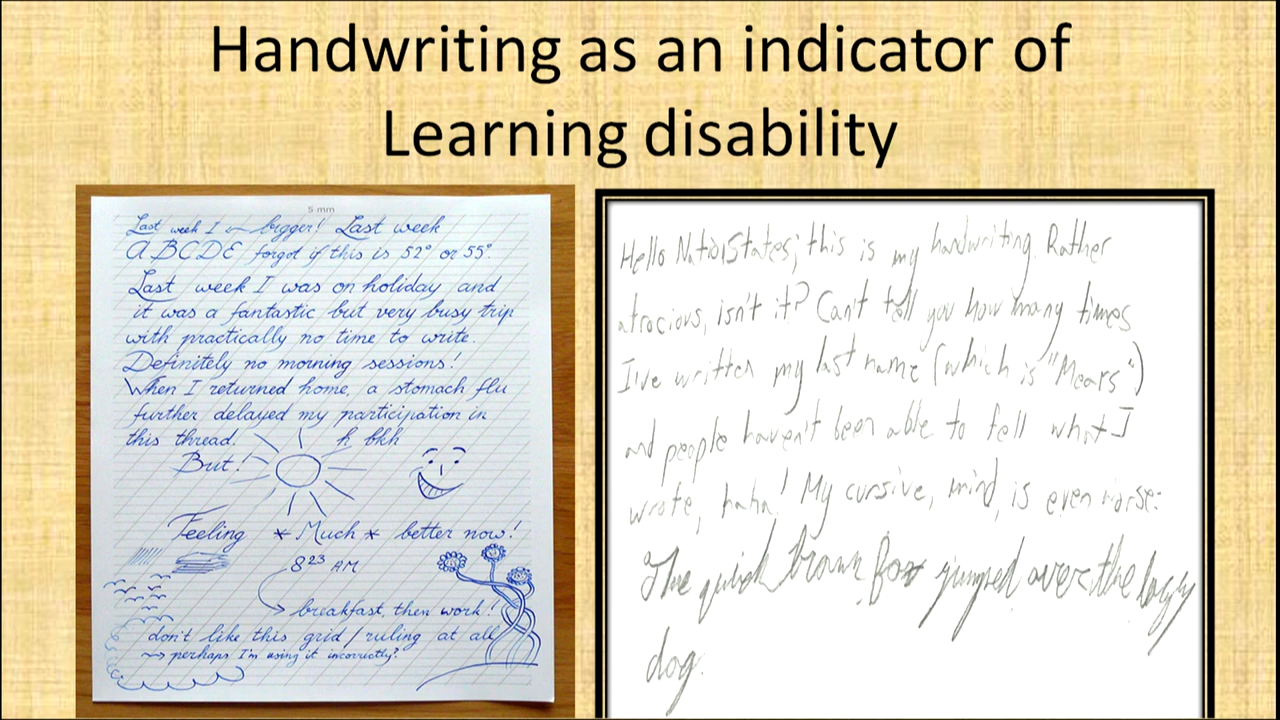 Handwriting as an indicator of
Learning disability
5 mm
Last week I bigger! Last week
A B C D E forgot if this is 52° or 55°.
Last week I was on holiday and
it was a fantastic but very busy trip
with practically no time to write.
Definitely no morning sessions!
When I returned home, a stomach flu
further delayed my participation in
this thread. h bkh
But!
Feeling * Much * better now!
8²³ AM
breakfast, then work!
don't like this grid/ruling at all
perhaps I'm using it incorrectly?
Hello NationStates; this is my handwriting. Rather
atrocious, isn't it? Can't tell you how many times
I've written my last name (which is "Mears")
and people haven't been able to tell what I
wrote, haha! My cursive, mind, is even worse:
The quick brown fox jumped over the lazy
dog.